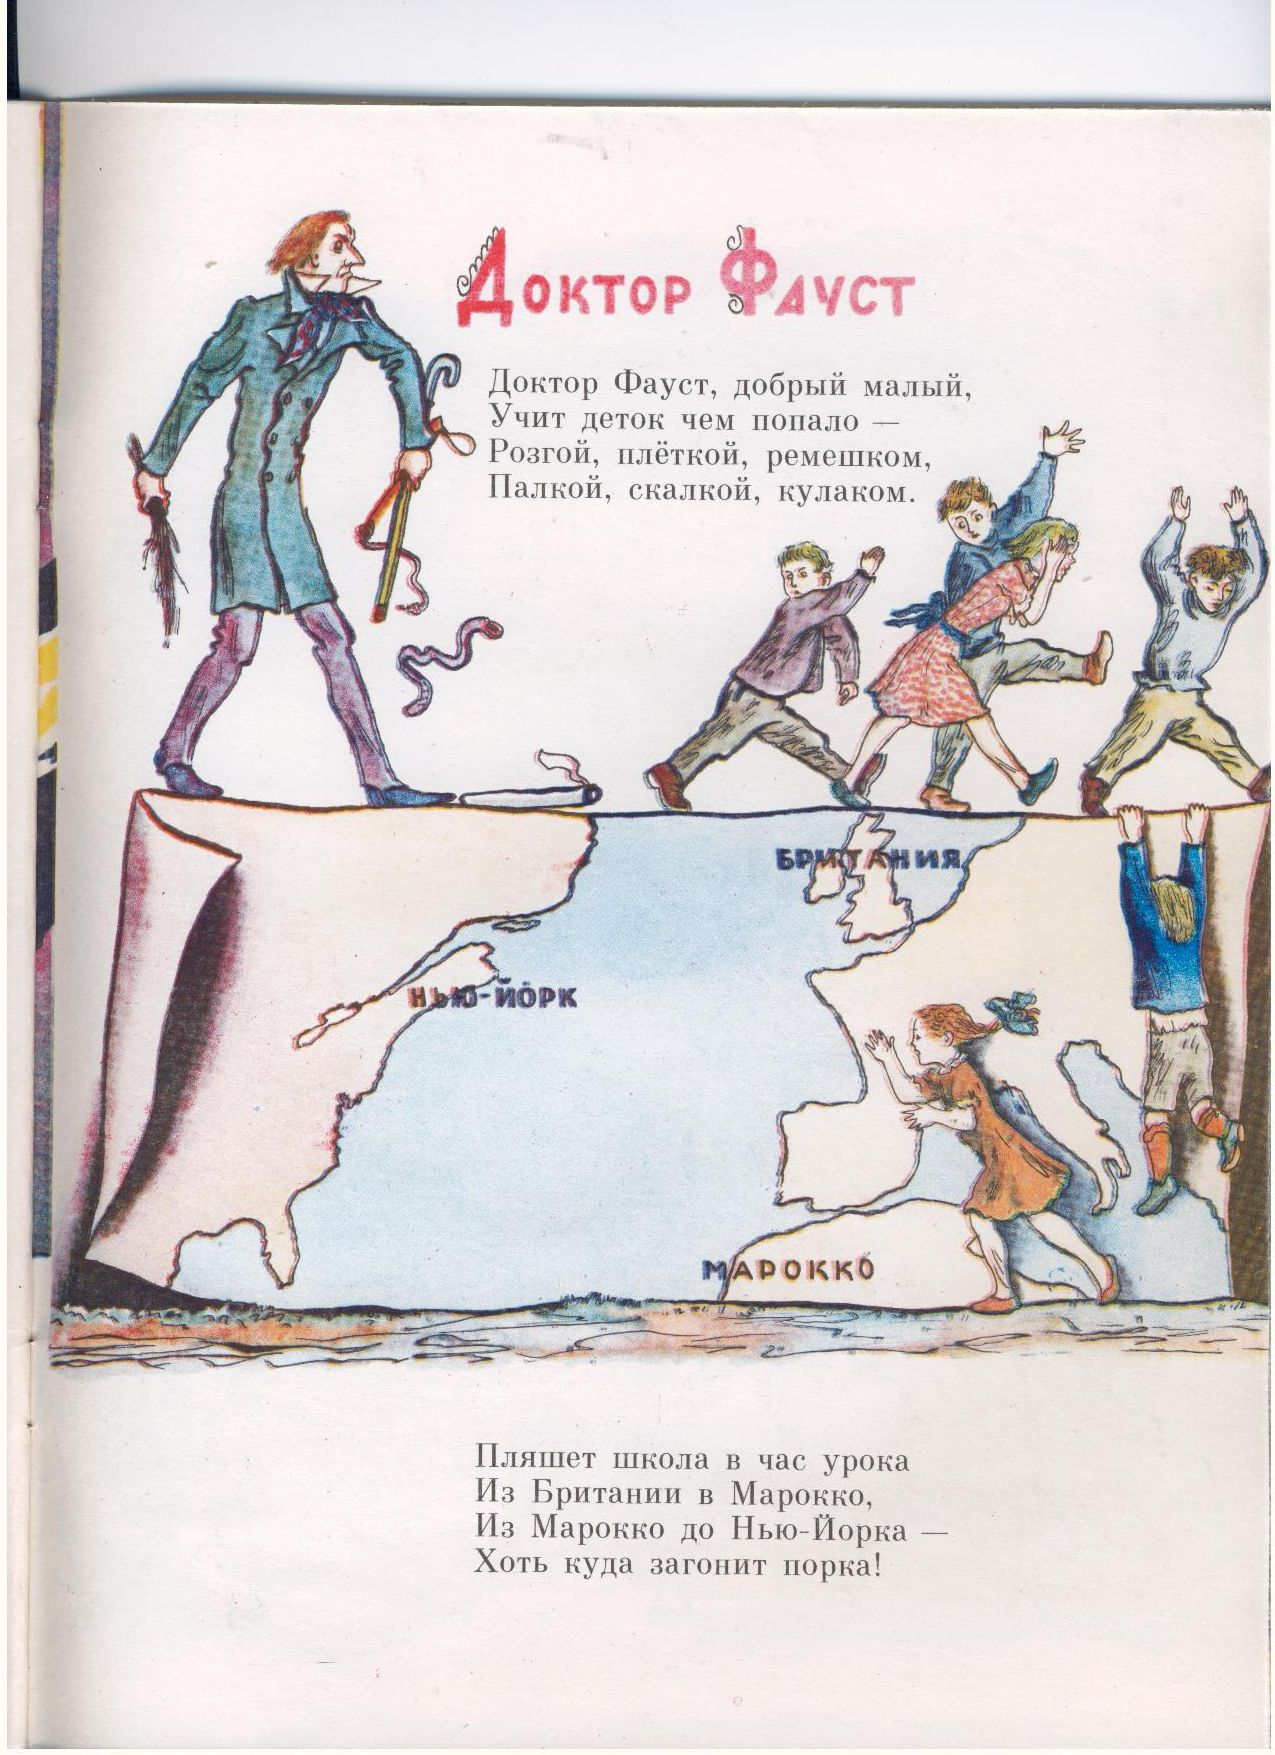 Доктор Фауст
Доктор Фауст, добрый малый,
Учит деток чем попало —
Розгой, плёткой, ремешком,
Палкой, скалкой, кулаком.
БРИТАНИЯ
НЬЮ-ЙОРК
МАРОККО
Пляшет школа в час урока
Из Британии в Марокко,
Из Марокко до Нью-Йорка —
Хоть куда загонит порка!